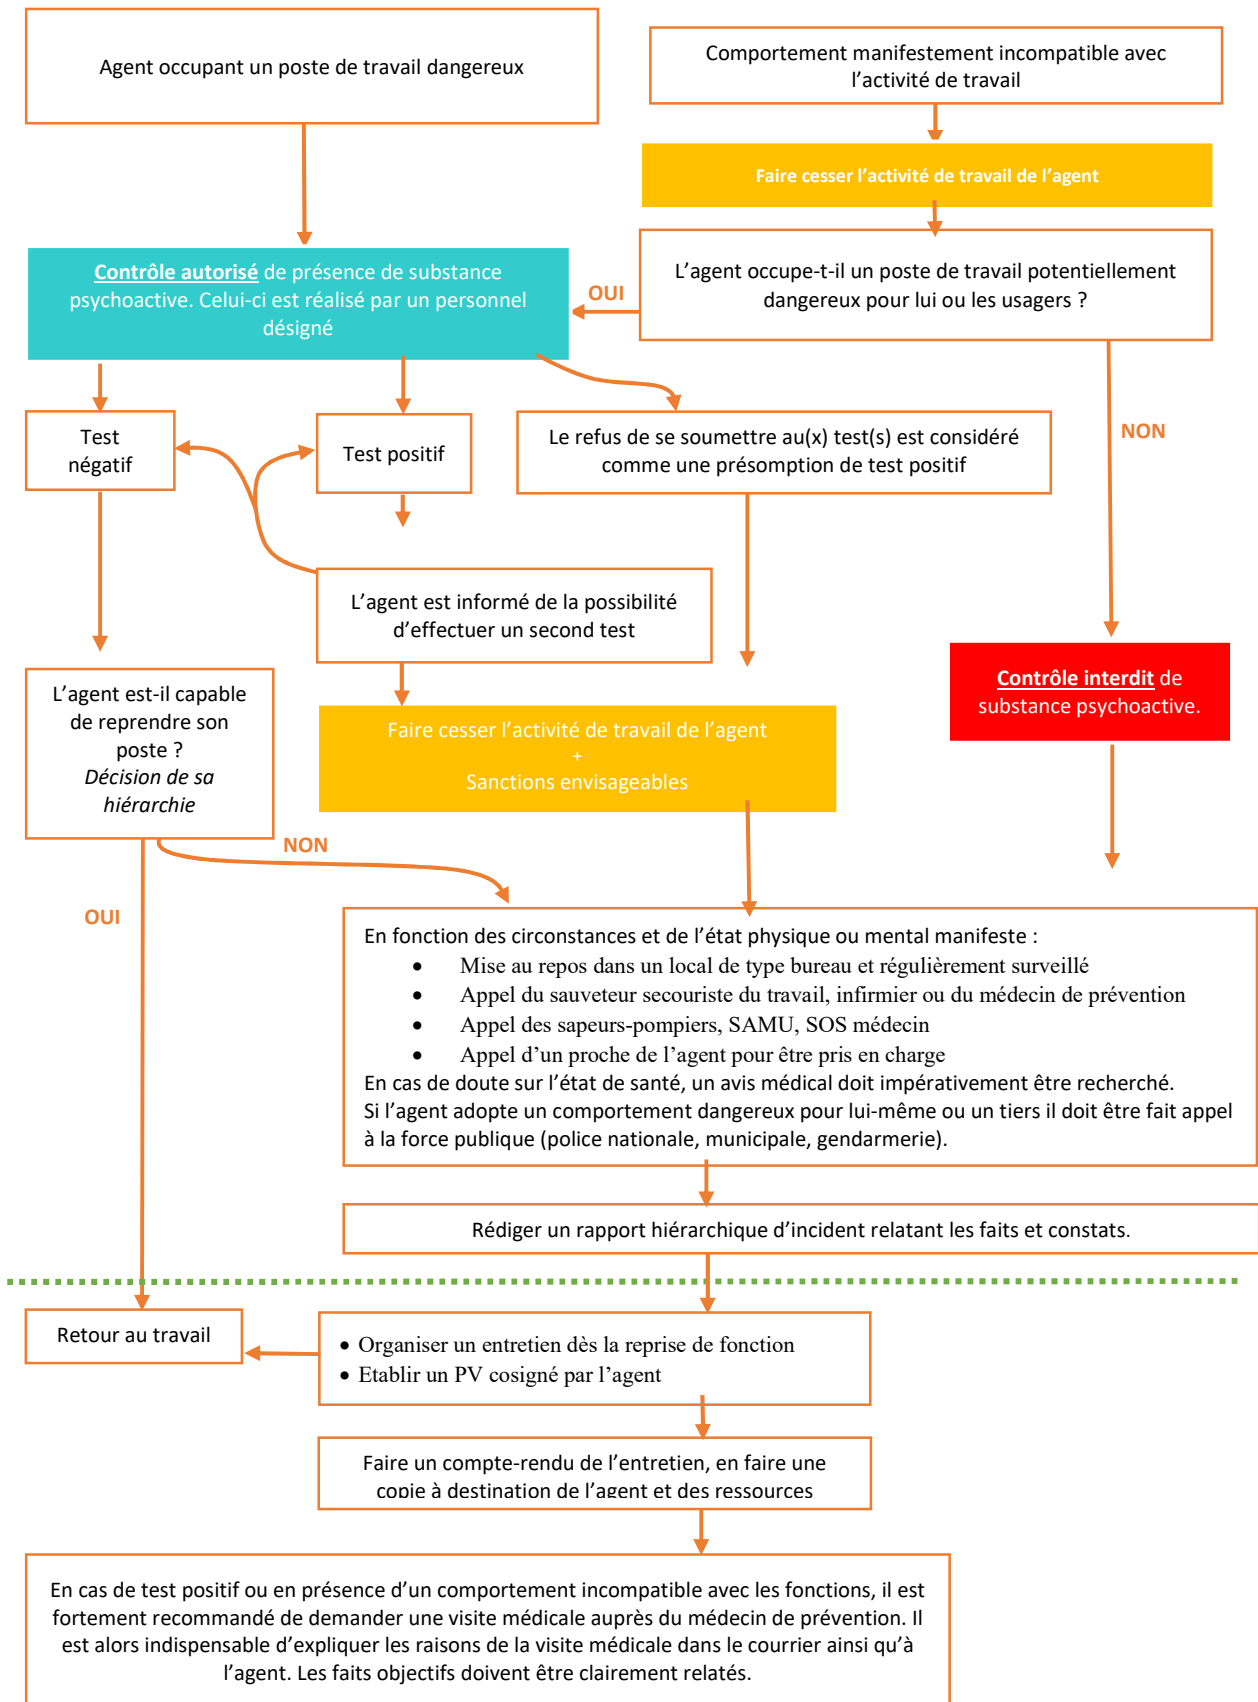 Agent occupant un poste de travail dangereux
Comportement manifestement incompatible avec
l’activité de travail
Faire cesser l’activité de travail de l’agent
Contrôle autorisé de présence de substance
psychoactive. Celui-ci est réalisé par un personnel
désigné
OUI
L’agent occupe-t-il un poste de travail potentiellement
dangereux pour lui ou les usagers ?
Test
négatif
Test positif
Le refus de se soumettre au(x) test(s) est considéré
comme une présomption de test positif
NON
L’agent est informé de la possibilité
d’effectuer un second test
L’agent est-il capable
de reprendre son
poste ?
Décision de sa
hiérarchie
Faire cesser l’activité de travail de l’agent
+
Sanctions envisageables
Contrôle interdit de
substance psychoactive.
NON
OUI
En fonction des circonstances et de l’état physique ou mental manifeste :
• Mise au repos dans un local de type bureau et régulièrement surveillé
• Appel du sauveteur secouriste du travail, infirmier ou du médecin de prévention
• Appel des sapeurs-pompiers, SAMU, SOS médecin
• Appel d’un proche de l’agent pour être pris en charge
En cas de doute sur l’état de santé, un avis médical doit impérativement être recherché.
Si l’agent adopte un comportement dangereux pour lui-même ou un tiers il doit être fait appel
à la force publique (police nationale, municipale, gendarmerie).
Rédiger un rapport hiérarchique d’incident relatant les faits et constats.
Retour au travail
• Organiser un entretien dès la reprise de fonction
• Etablir un PV cosigné par l’agent
Faire un compte-rendu de l’entretien, en faire une
copie à destination de l’agent et des ressources
En cas de test positif ou en présence d’un comportement incompatible avec les fonctions, il est
fortement recommandé de demander une visite médicale auprès du médecin de prévention. Il
est alors indispensable d’expliquer les raisons de la visite médicale dans le courrier ainsi qu’à
l’agent. Les faits objectifs doivent être clairement relatés.